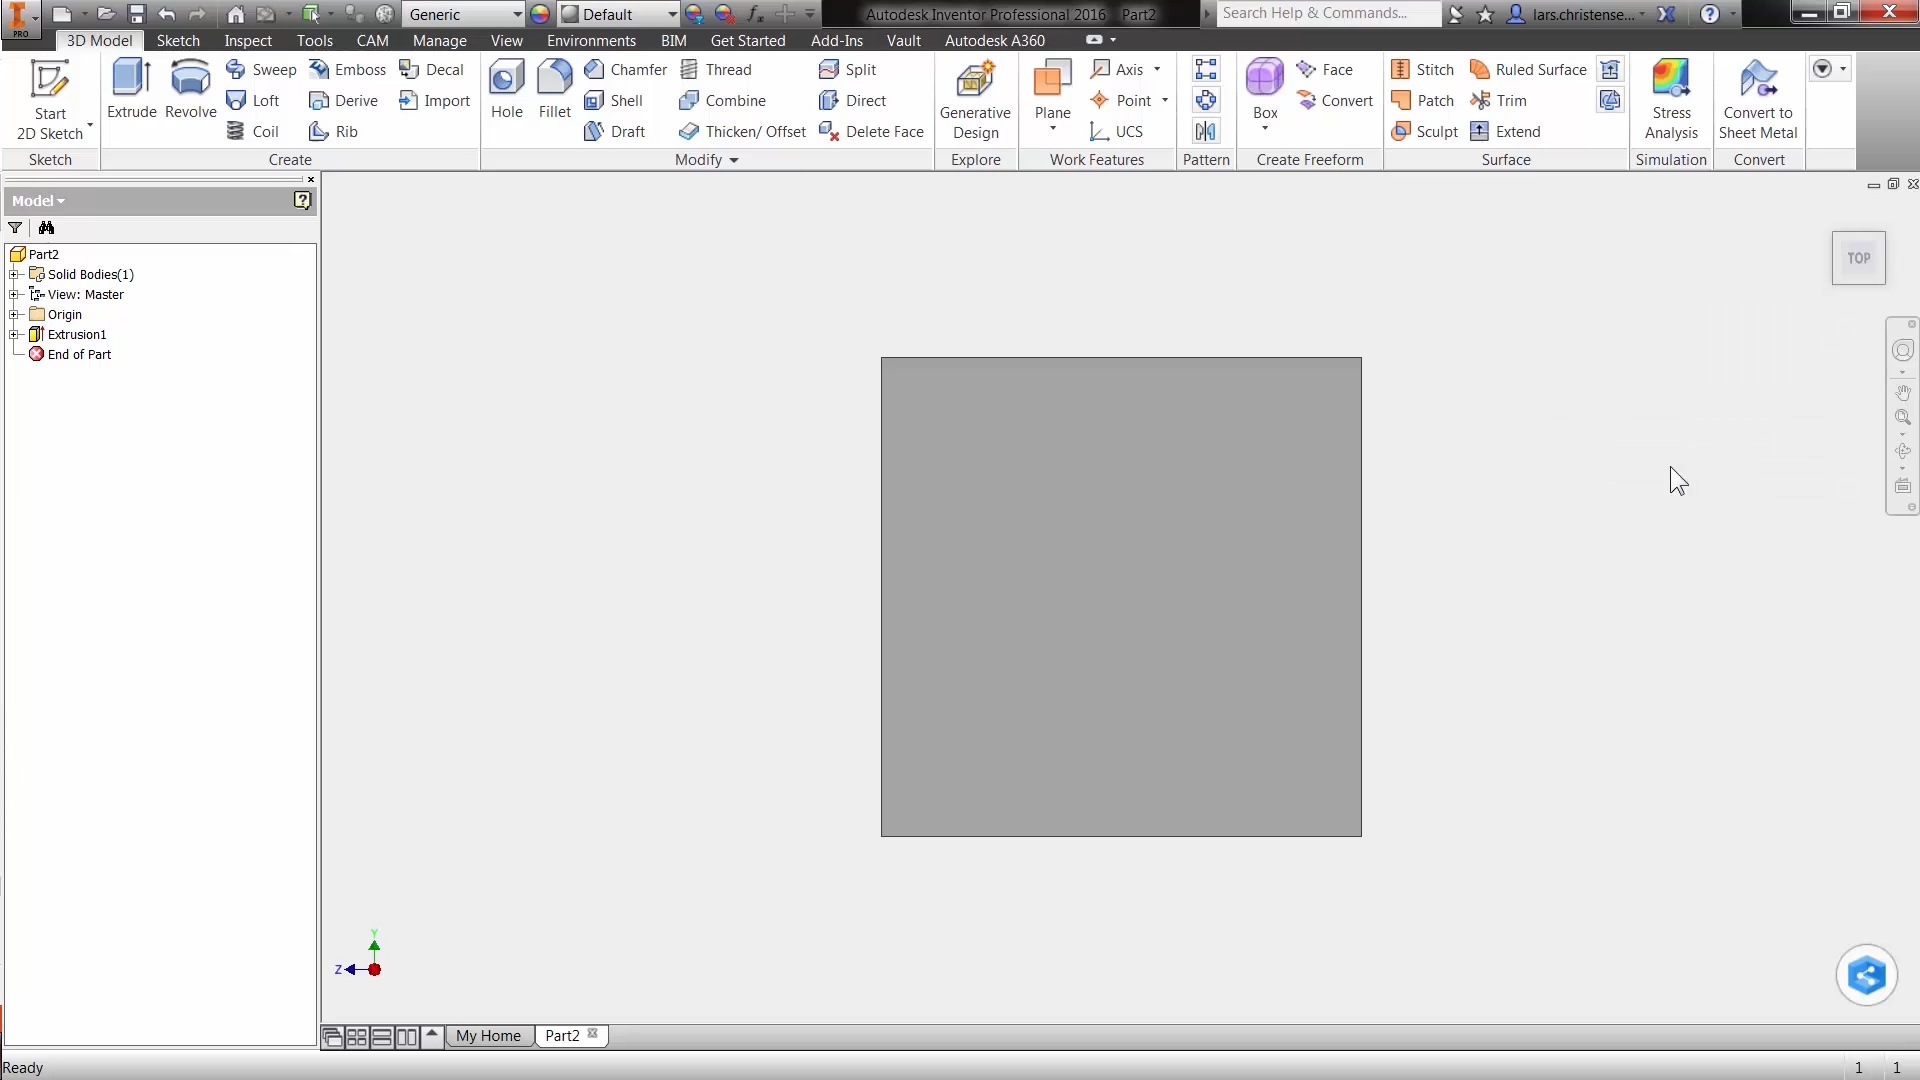 PRO
Generic
Default
Autodesk Inventor Professional 2016 Part2
Search Help & Commands...
lars.christense...
3D Model Sketch Inspect Tools CAM Manage View Environments BIM Get Started Add-Ins Vault Autodesk A360
Start
2D Sketch
Sketch
Extrude
Revolve
Sweep
Loft
Coil
Emboss
Derive
Rib
Decal
Import
Create
Hole
Fillet
Chamfer
Shell
Draft
Thread
Combine
Thicken/ Offset
Split
Direct
Delete Face
Modify
Generative
Design
Explore
Plane
Axis
Point
UCS
Work Features
Pattern
Box
Face
Convert
Create Freeform
Stitch
Patch
Sculpt
Ruled Surface
Trim
Extend
Surface
Stress
Analysis
Simulation
Convert to
Sheet Metal
Convert
Model
Part2
Solid Bodies(1)
View: Master
Origin
Extrusion1
End of Part
TOP
Y
Z
My Home
Part2
Ready
1 1